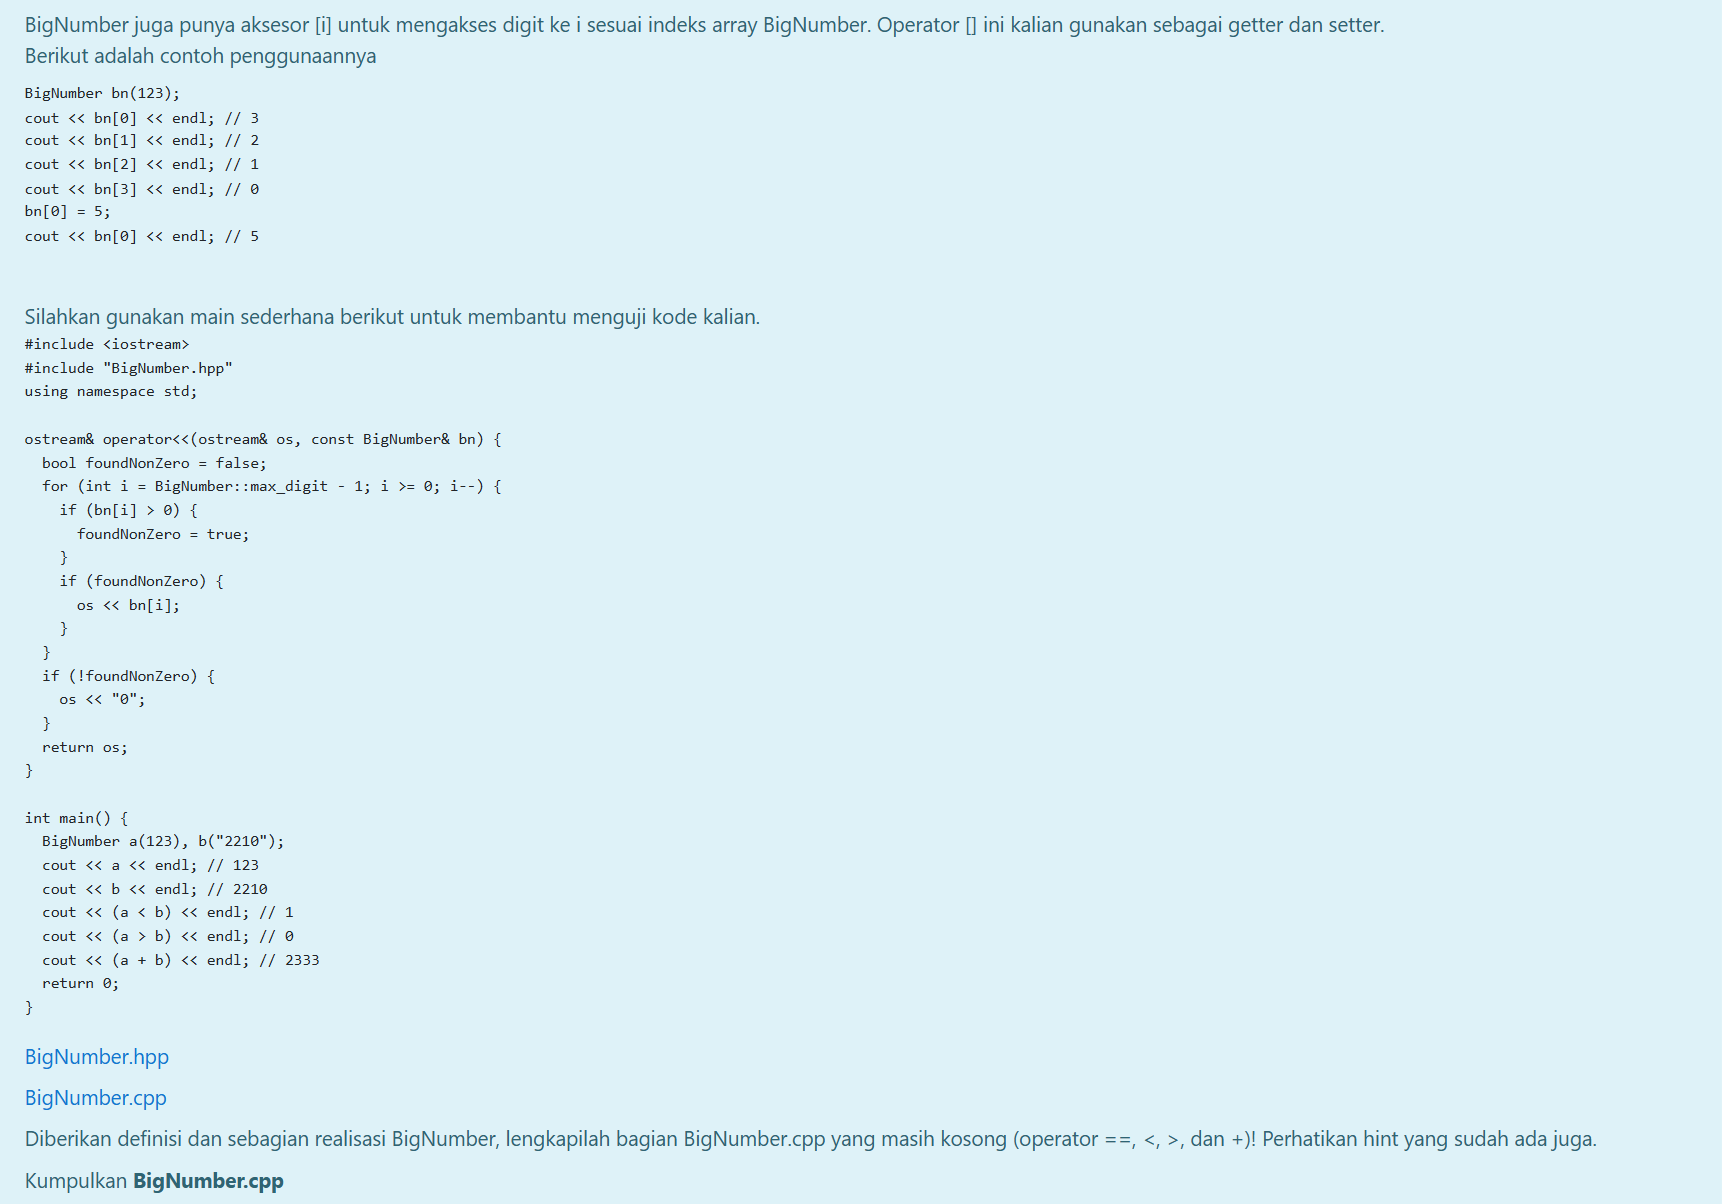 BigNumber juga punya aksesor [i] untuk mengakses digit ke i sesuai indeks array BigNumber. Operator [] ini kalian gunakan sebagai getter dan setter.
Berikut adalah contoh penggunaannya
BigNumber bn(123);
cout << bn[0] << endl; // 3
cout << bn[1] << endl; // 2
cout << bn[2] << endl; // 1
cout << bn[3] << endl; // 0
bn[0] = 5;
cout << bn[0] << endl; // 5
Silahkan gunakan main sederhana berikut untuk membantu menguji kode kalian.
#include <iostream>
#include "BigNumber.hpp"
using namespace std;
ostream& operator<<(ostream& os, const BigNumber& bn) {
  bool foundNonZero = false;
  for (int i = BigNumber::max_digit - 1; i >= 0; i--) {
    if (bn[i] > 0) {
      foundNonZero = true;
    }
    if (foundNonZero) {
      os << bn[i];
    }
  }
  if (!foundNonZero) {
    os << "0";
  }
  return os;
}
int main() {
  BigNumber a(123), b("2210");
  cout << a << endl; // 123
  cout << b << endl; // 2210
  cout << (a < b) << endl; // 1
  cout << (a > b) << endl; // 0
  cout << (a + b) << endl; // 2333
  return 0;
}
BigNumber.hpp
BigNumber.cpp
Diberikan definisi dan sebagian realisasi BigNumber, lengkapilah bagian BigNumber.cpp yang masih kosong (operator ==, <, >, dan +)! Perhatikan hint yang sudah ada juga.
Kumpulkan BigNumber.cpp